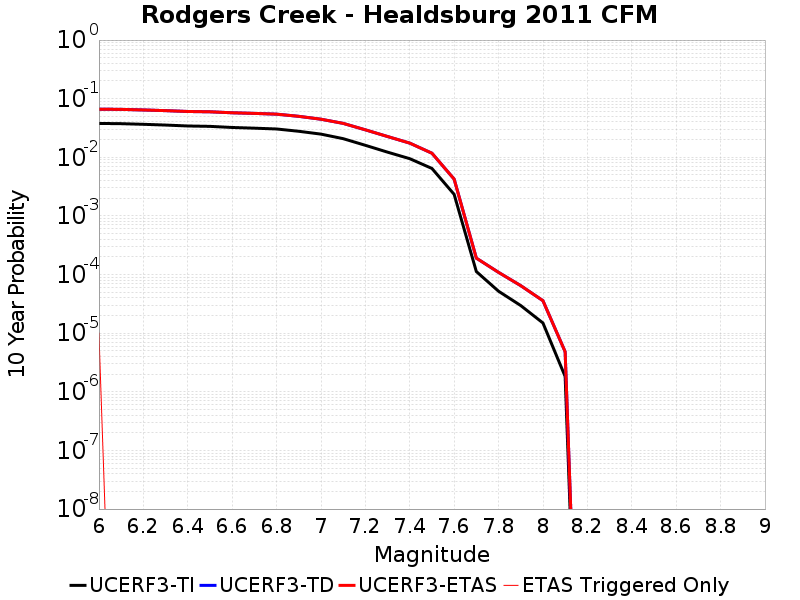 Rodgers Creek - Healdsburg 2011 CFM
10^0
10^-1
10^-2
10^-3
10^-4
10^-5
10^-6
10^-7
10^-8
10 Year Probability
6 6.2 6.4 6.6 6.8 7 7.2 7.4 7.6 7.8 8 8.2 8.4 8.6 8.8 9
Magnitude
UCERF3-TI UCERF3-TD UCERF3-ETAS ETAS Triggered Only